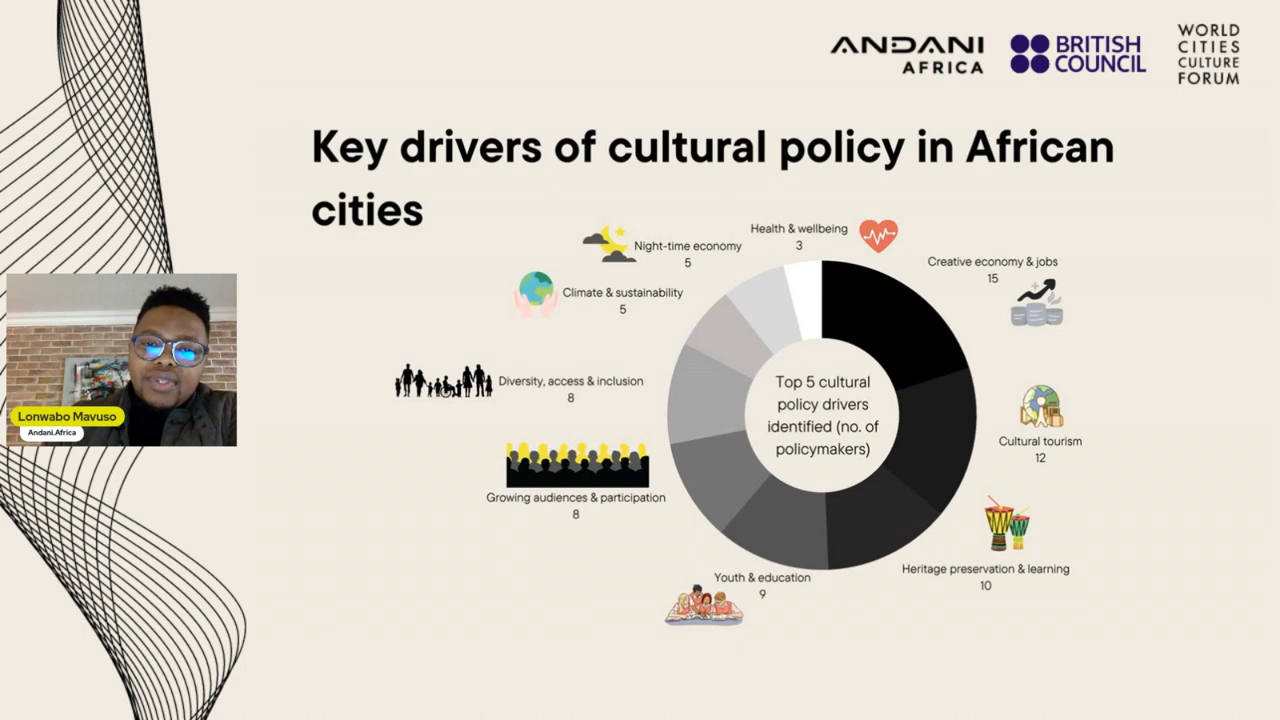 ANDANI
AFRICA
BRITISH
COUNCIL
WORLD
CITIES
CULTURE
FORUM
Key drivers of cultural policy in African
cities
Health & wellbeing
3
Night-time economy
5
Creative economy & jobs
15
Climate & sustainability
5
Diversity, access & inclusion
8
Top 5 cultural
policy drivers
identified (no. of
policymakers)
Cultural tourism
12
Growing audiences & participation
8
Heritage preservation & learning
10
Youth & education
9
Lonwabo Mavuso
Andani.Africa